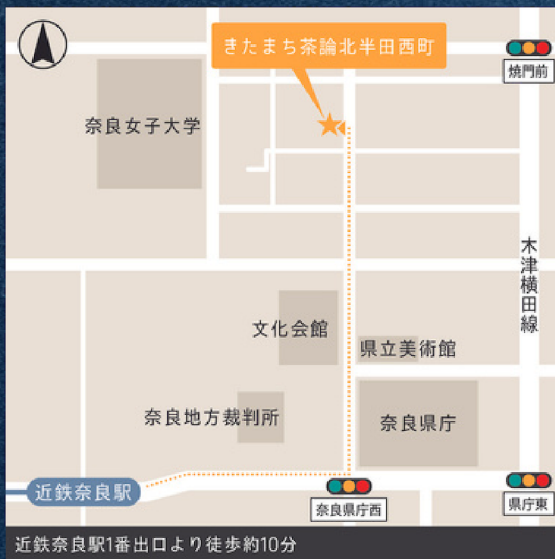 きたまち茶論北半田西町
焼門前
奈良女子大学
木津横田線
文化会館
県立美術館
奈良地方裁判所
奈良県庁
近鉄奈良駅
奈良県庁西
県庁東
近鉄奈良駅1番出口より徒歩約10分